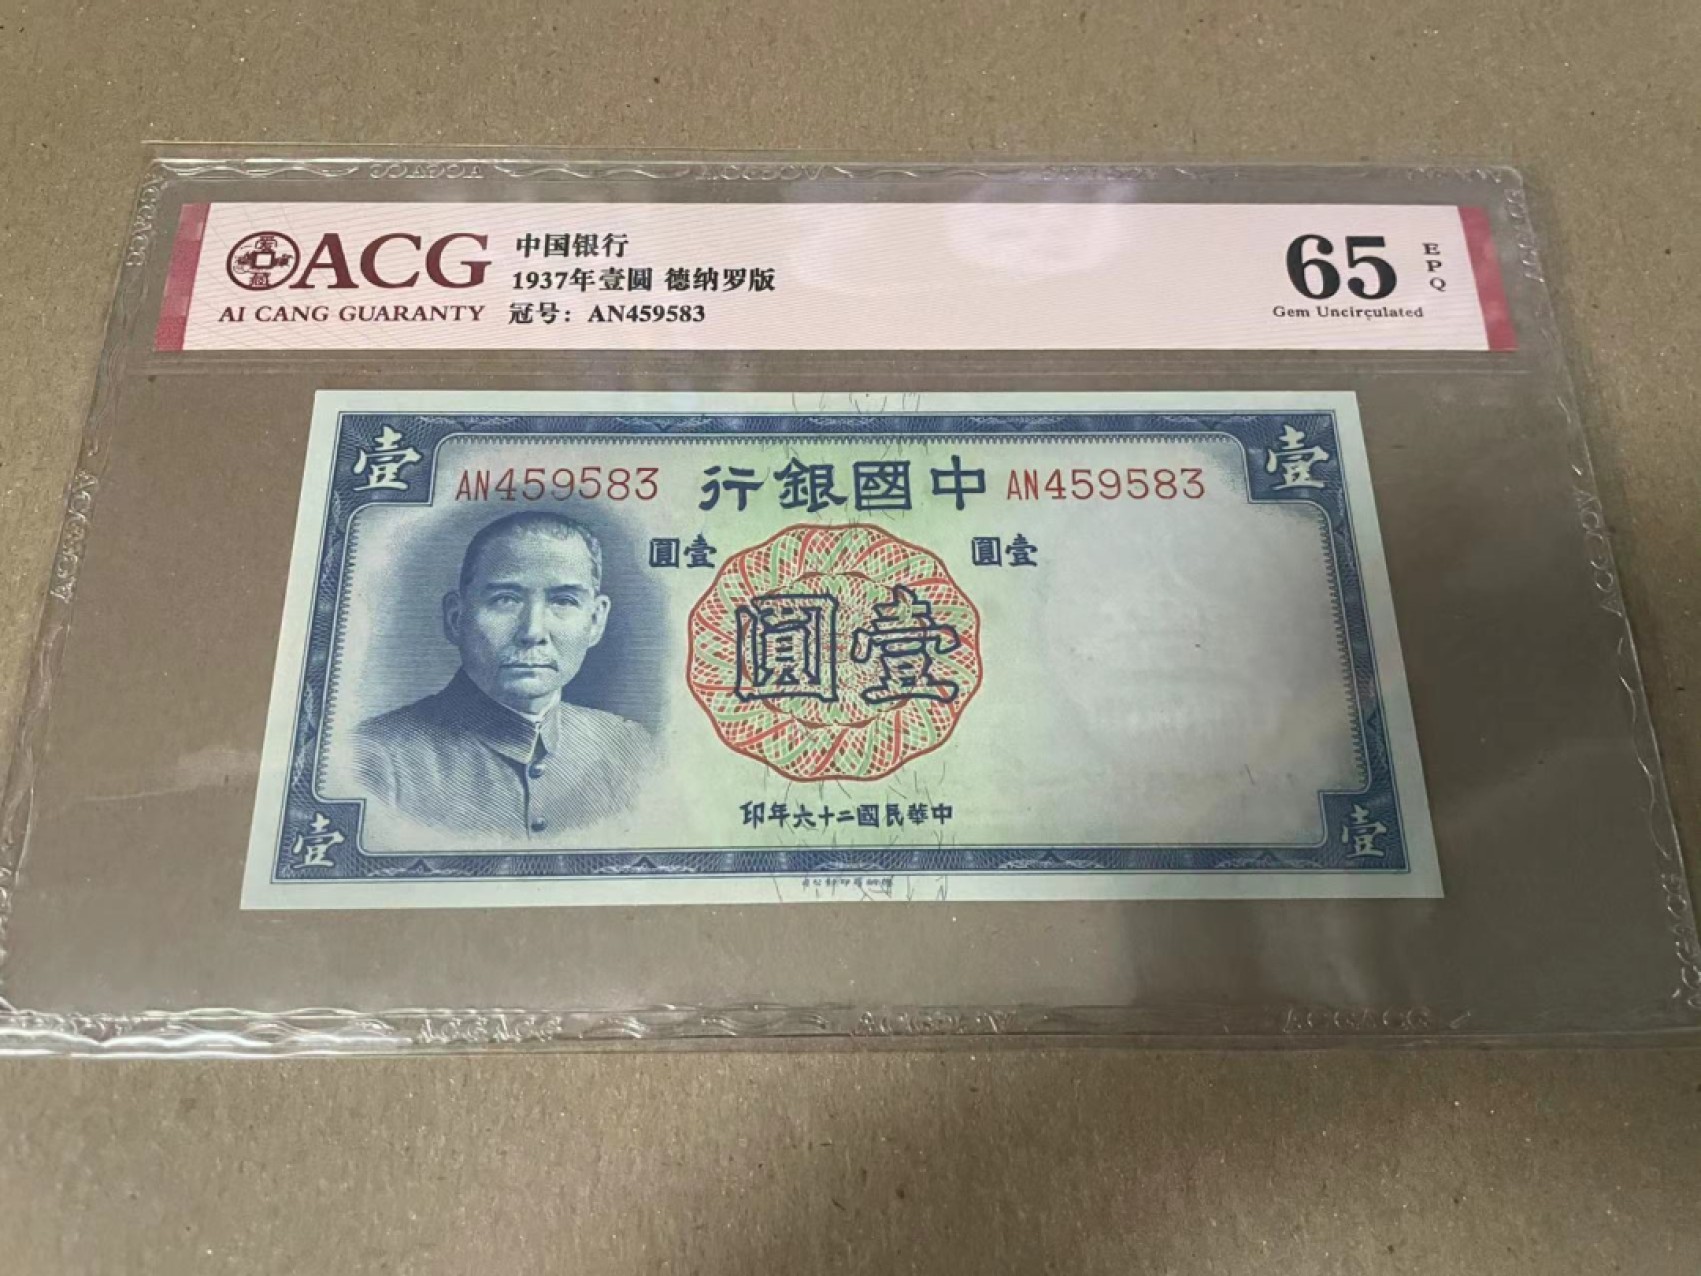 ACG
AI CANG GUARANTY
中国银行
1937年壹圆 德纳罗版
冠号：AN459583
65
EPQ
Gem Uncirculated
壹
壹
AN459583
行銀國中
AN459583
圓壹
圓壹
圓壹
印年六十二國民華中
壹
壹